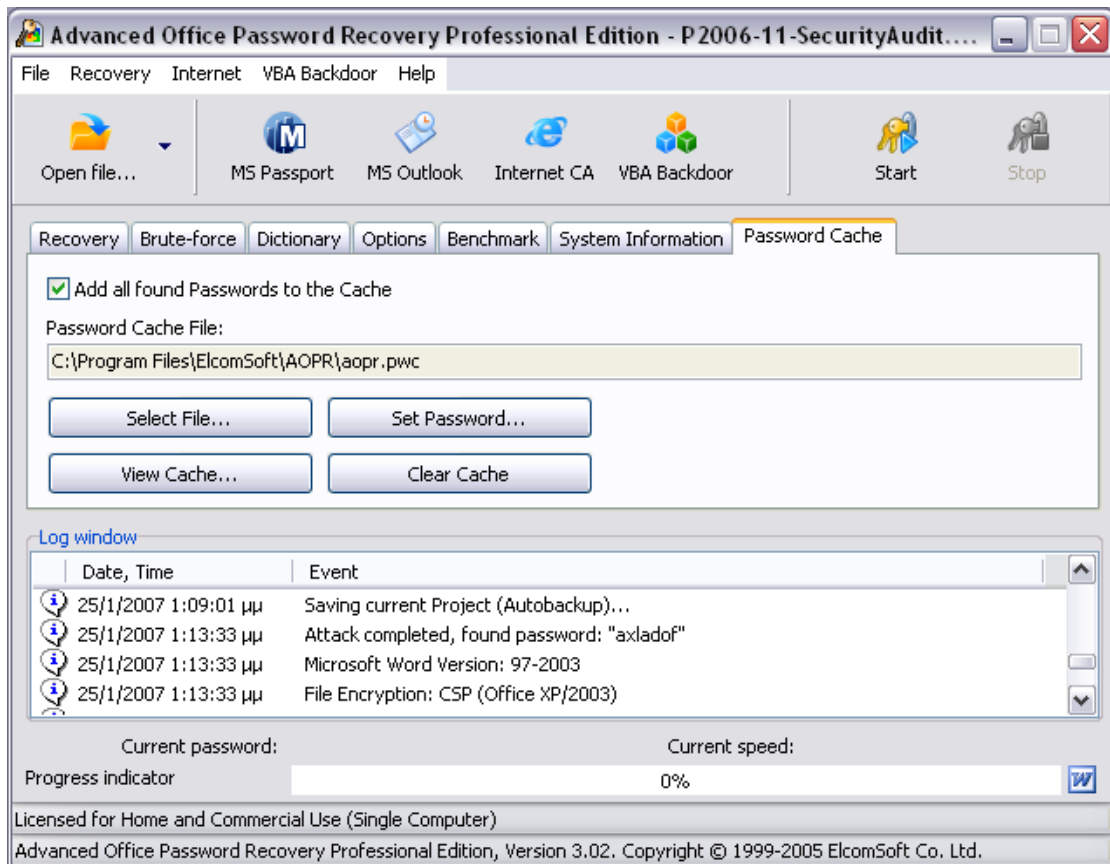 Advanced Office Password Recovery Professional Edition - P2006-11-SecurityAudit....
File Recovery Internet VBA Backdoor Help
Open file... MS Passport MS Outlook Internet CA VBA Backdoor Start Stop
Recovery Brute-force Dictionary Options Benchmark System Information Password Cache
Add all found Passwords to the Cache
Password Cache File:
C:\Program Files\ElcomSoft\AOPR\aopr.pwc
Select File... Set Password...
View Cache... Clear Cache
Log window
Date, Time Event
25/1/2007 1:09:01 μμ Saving current Project (Autobackup)...
25/1/2007 1:13:33 μμ Attack completed, found password: "axladof"
25/1/2007 1:13:33 μμ Microsoft Word Version: 97-2003
25/1/2007 1:13:33 μμ File Encryption: CSP (Office XP/2003)
Current password: Current speed:
Progress indicator 0%
Licensed for Home and Commercial Use (Single Computer)
Advanced Office Password Recovery Professional Edition, Version 3.02. Copyright © 1999-2005 ElcomSoft Co. Ltd.